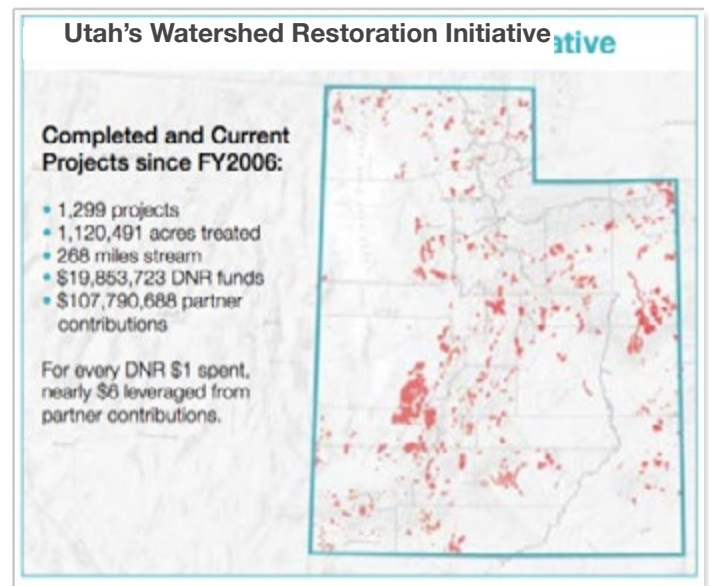 Utah's Watershed Restoration Initiative
ative
Completed and Current
Projects since FY2006:
• 1,299 projects
• 1,120,491 acres treated
• 268 miles stream
• $19,853,723 DNR funds
• $107,790,688 partner
contributions
For every DNR $1 spent,
nearly $6 leveraged from
partner contributions.